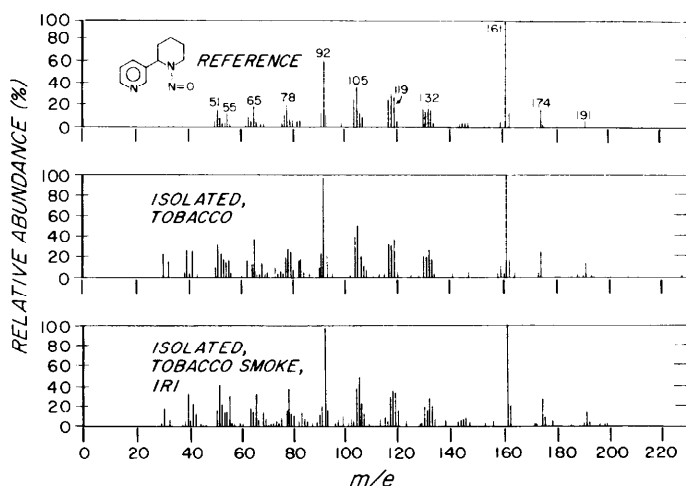 RELATIVE ABUNDANCE (%)
100
80
60
40
20
0
N
N
N=O
REFERENCE
51
55
65
78
92
105
119
132
161
174
191
100
80
60
40
20
0
ISOLATED,
TOBACCO
100
80
60
40
20
0
ISOLATED,
TOBACCO SMOKE,
IRI
0 20 40 60 80 100 120 140 160 180 200 220
m/e